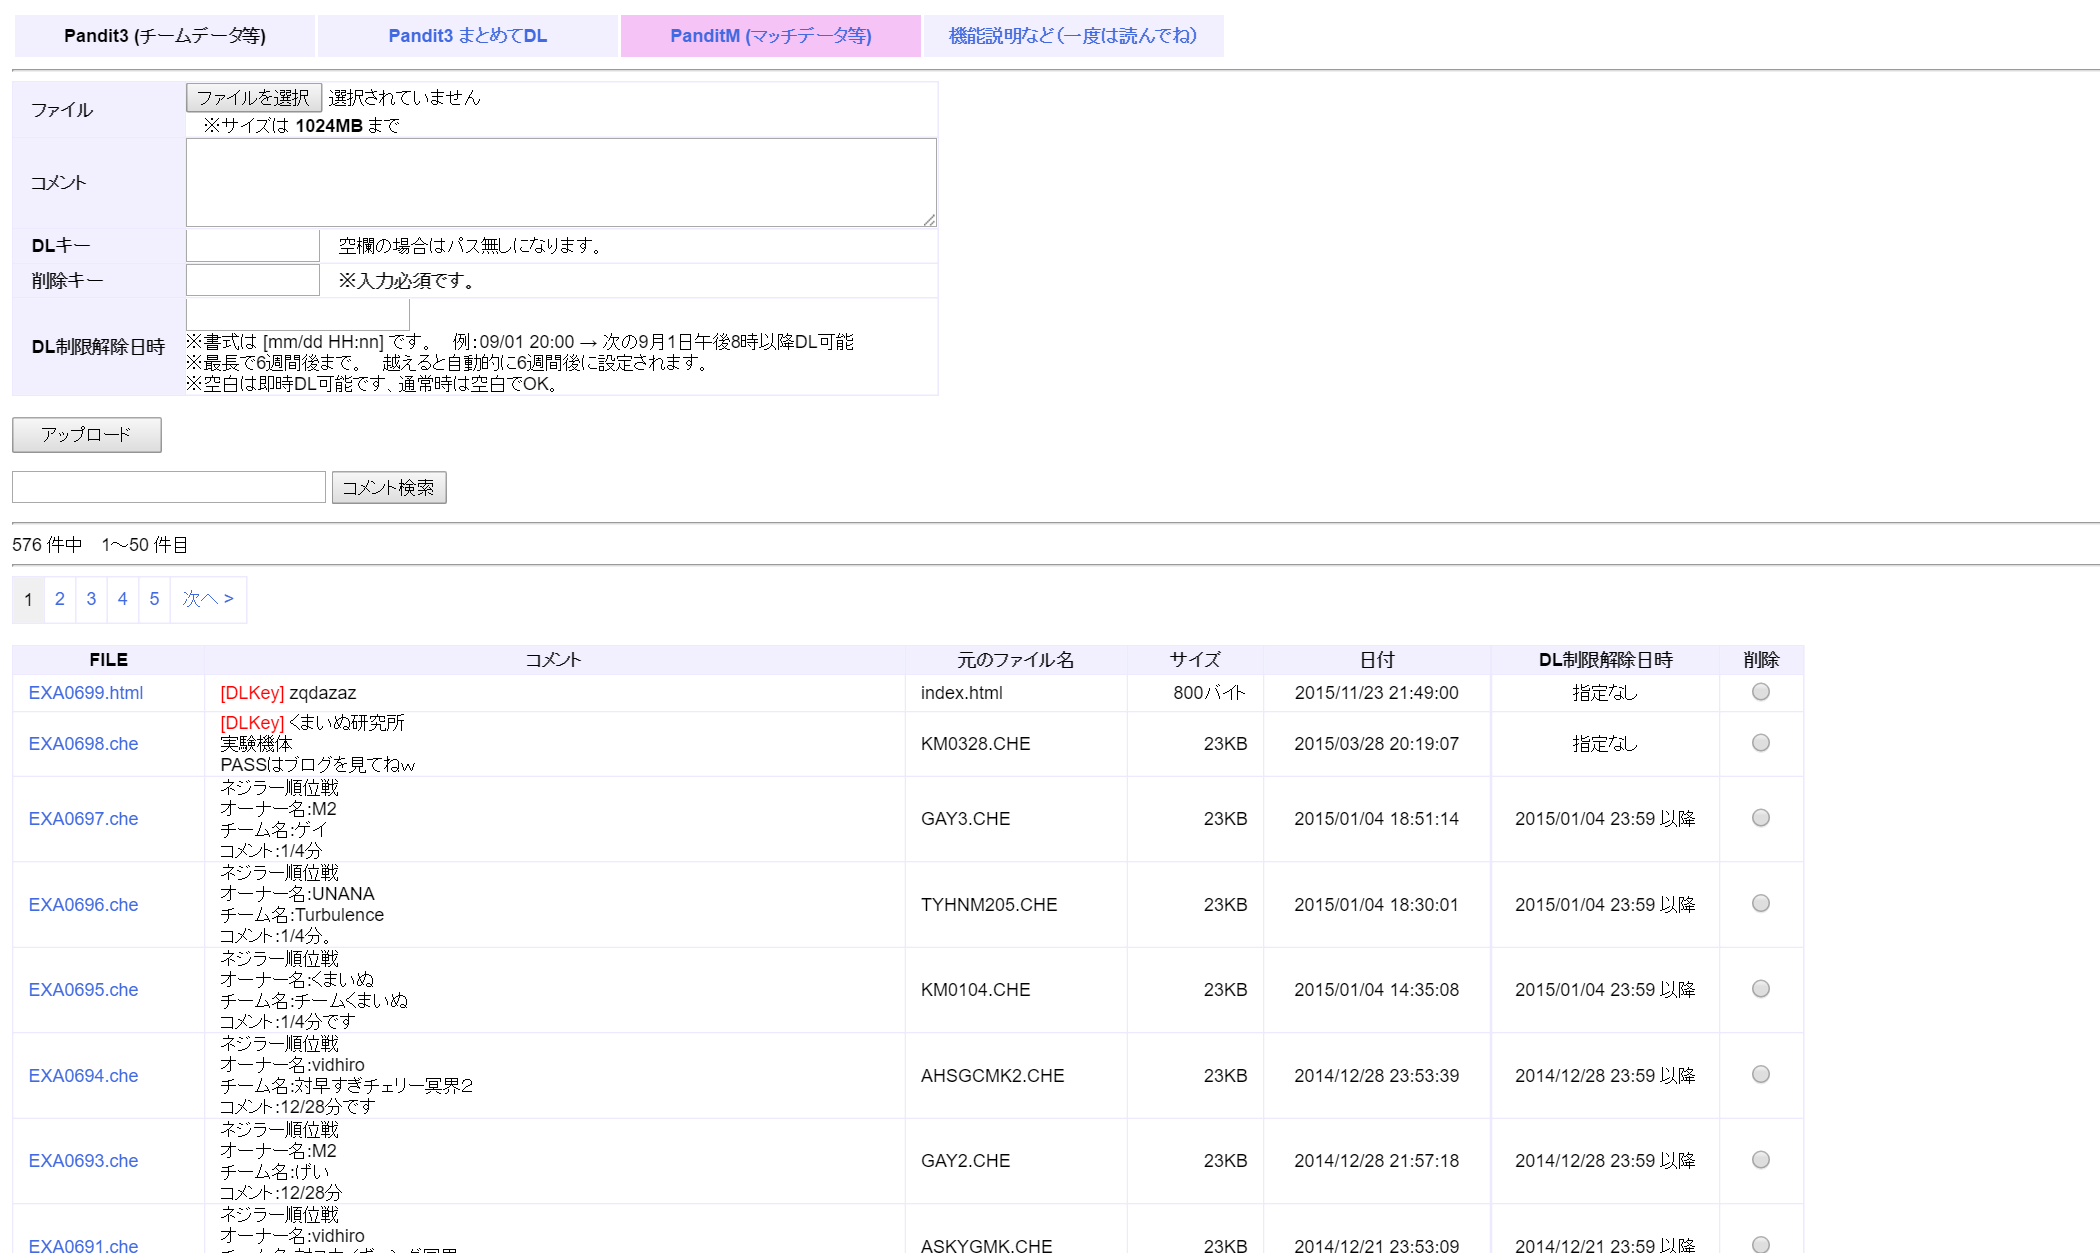 Pandit3 (チームデータ等) Pandit3 まとめてDL PanditM (マッチデータ等) 機能説明など(一度は読んでね)
ファイル ファイルを選択 選択されていません
※サイズは 1024MB まで
コメント
DLキー 空欄の場合はパス無しになります。
削除キー ※入力必須です。
DL制限解除日時
※書式は [mm/dd HH:nn] です。 例：09/01 20:00 → 次の9月1日午後8時以降DL可能
※最長で6週間後まで。 越えると自動的に6週間後に設定されます。
※空白は即時DL可能です、通常時は空白でOK。
アップロード
コメント検索
576 件中 1～50 件目
1 2 3 4 5 次へ >
FILE コメント 元のファイル名 サイズ 日付 DL制限解除日時 削除
EXA0699.html [DLKey] zqdazaz index.html 800バイト 2015/11/23 21:49:00 指定なし
[DLKey] くまいぬ研究所
実験機体
EXA0698.che KM0328.CHE 23KB 2015/03/28 20:19:07 指定なし
PASSはブログを見てねｗ
ネジラー順位戦
オーナー名:M2
EXA0697.che GAY3.CHE 23KB 2015/01/04 18:51:14 2015/01/04 23:59 以降
チーム名:ゲイ
コメント:1/4分
ネジラー順位戦
オーナー名:UNANA
EXA0696.che TYHNM205.CHE 23KB 2015/01/04 18:30:01 2015/01/04 23:59 以降
チーム名:Turbulence
コメント:1/4分。
ネジラー順位戦
オーナー名:くまいぬ
EXA0695.che KM0104.CHE 23KB 2015/01/04 14:35:08 2015/01/04 23:59 以降
チーム名:チームくまいぬ
コメント:1/4分です
ネジラー順位戦
オーナー名:vidhiro
EXA0694.che AHSGCMK2.CHE 23KB 2014/12/28 23:53:39 2014/12/28 23:59 以降
チーム名:対早すぎチェリー冥界２
コメント:12/28分です
ネジラー順位戦
オーナー名:M2
EXA0693.che GAY2.CHE 23KB 2014/12/28 21:57:18 2014/12/28 23:59 以降
チーム名:げい
コメント:12/28分
ネジラー順位戦
オーナー名:vidhiro
EXA0691.che ASKYGMK.CHE 23KB 2014/12/21 23:53:09 2014/12/21 23:59 以降